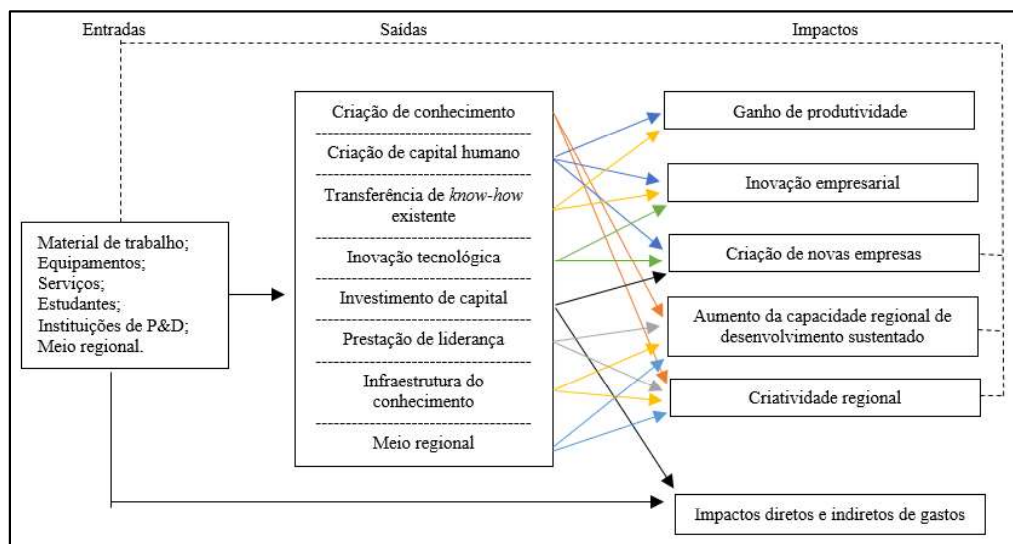 Entradas
Saídas
Impactos
Material de trabalho;
Equipamentos;
Serviços;
Estudantes;
Instituições de P&D;
Meio regional.
Criação de conhecimento
Criação de capital humano
Transferência de know-how
existente
Inovação tecnológica
Investimento de capital
Prestação de liderança
Infraestrutura do
conhecimento
Meio regional
Ganho de produtividade
Inovação empresarial
Criação de novas empresas
Aumento da capacidade regional de
desenvolvimento sustentado
Criatividade regional
Impactos diretos e indiretos de gastos